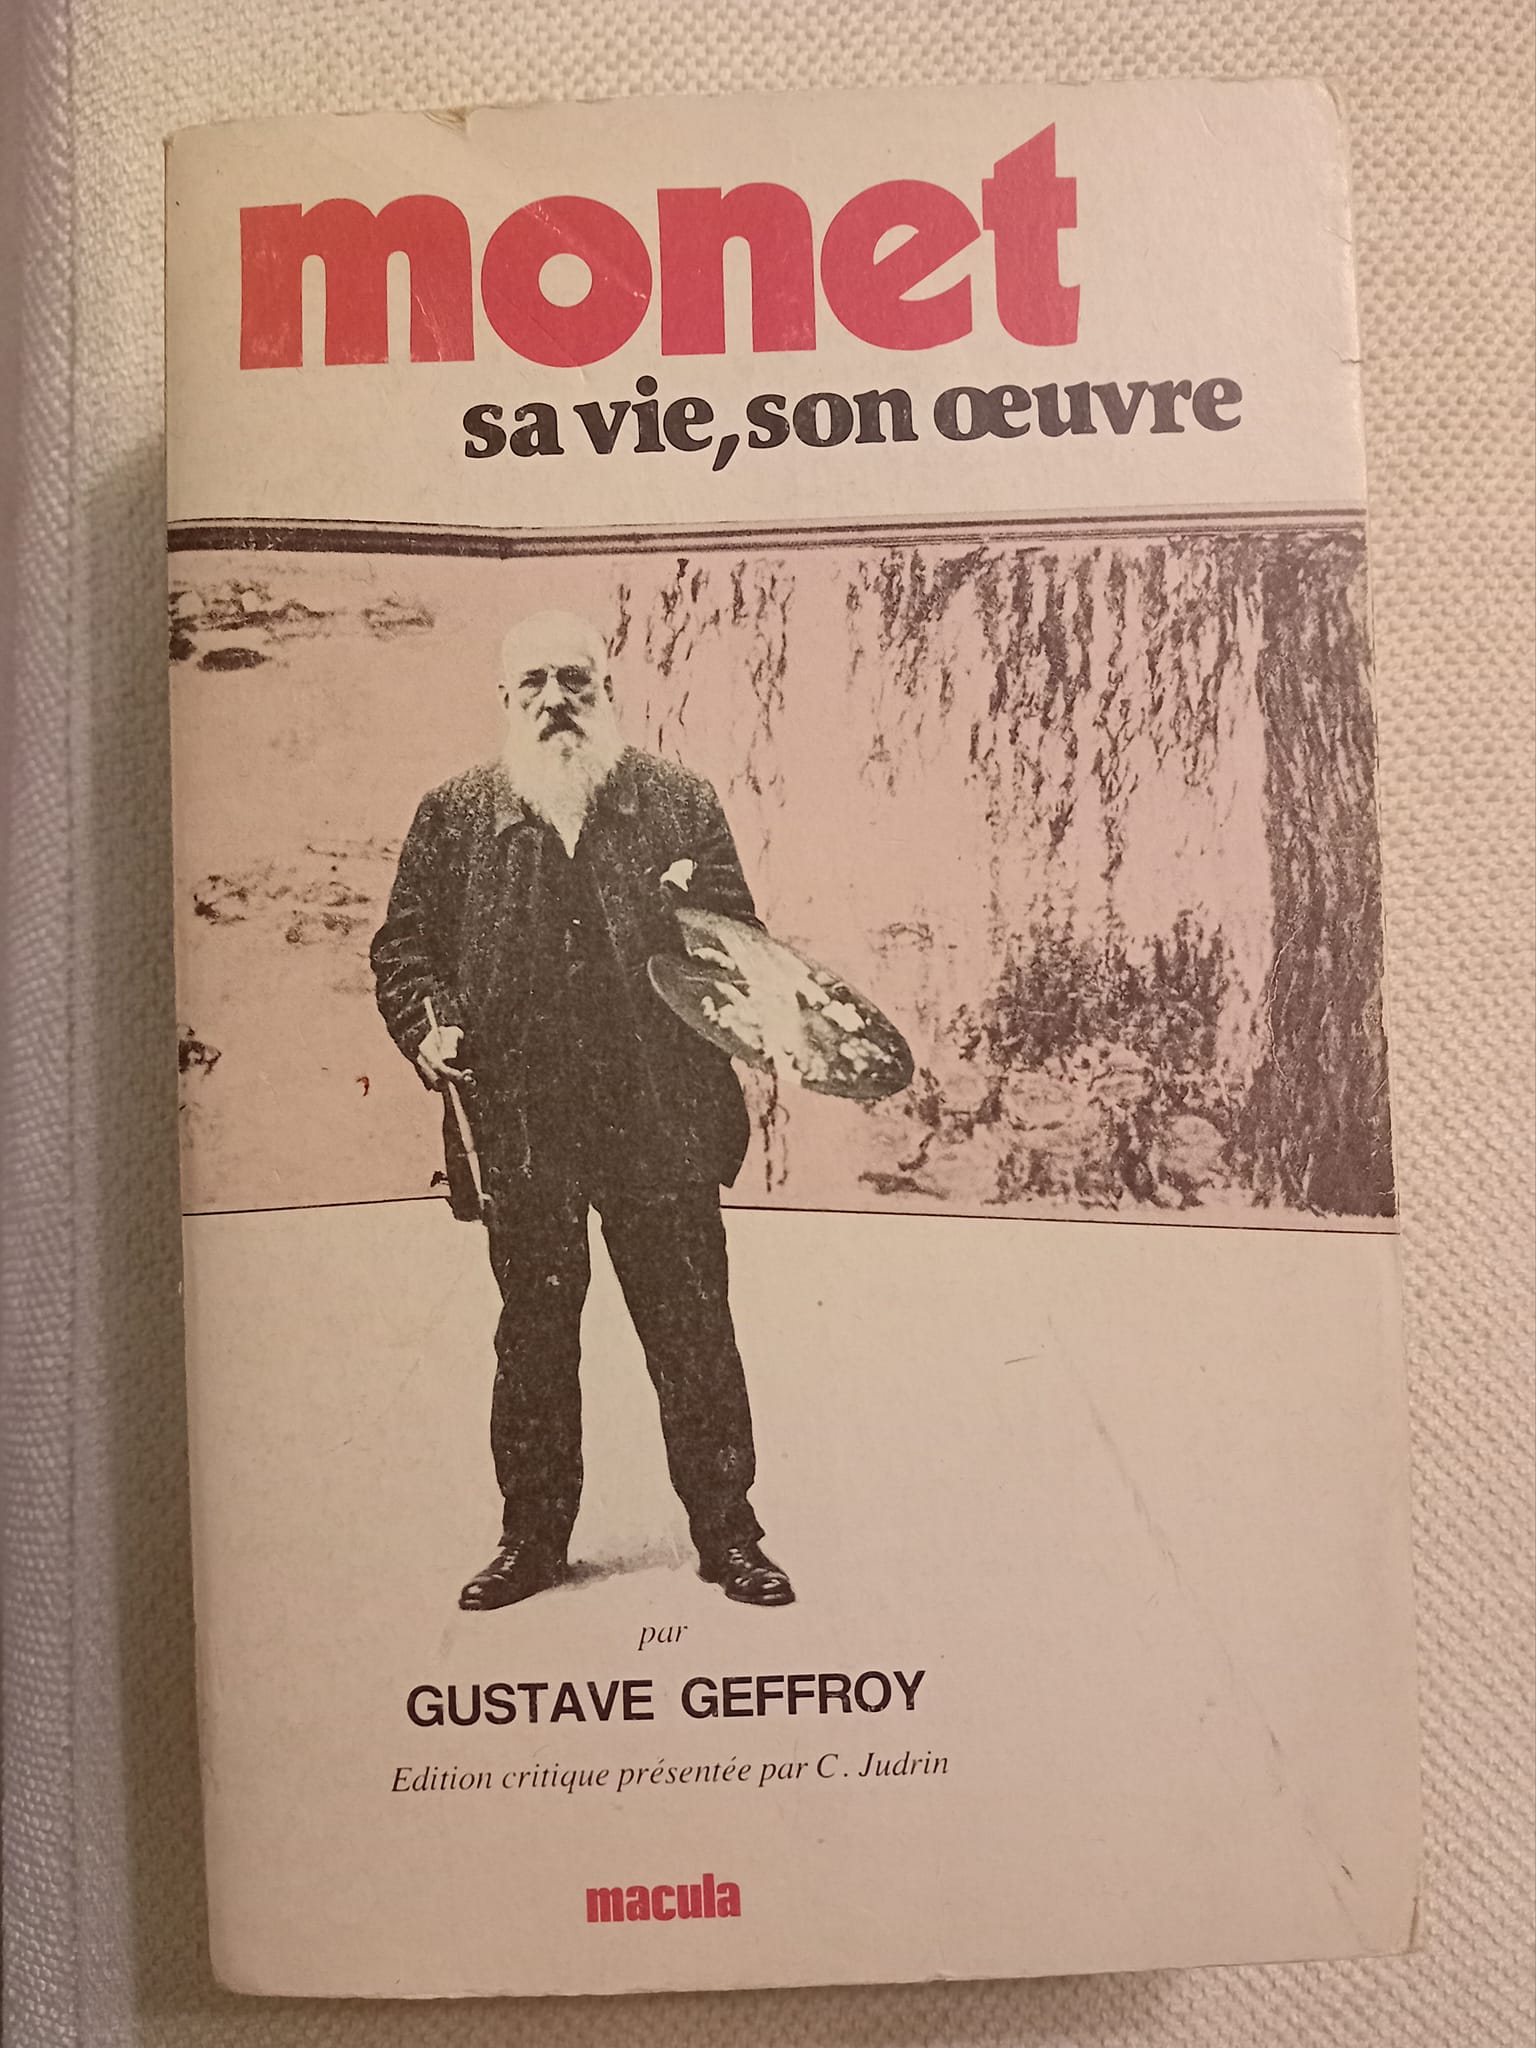 monet
sa vie, son œuvre
par
GUSTAVE GEFFROY
Edition critique présentée par C. Judrin
macula